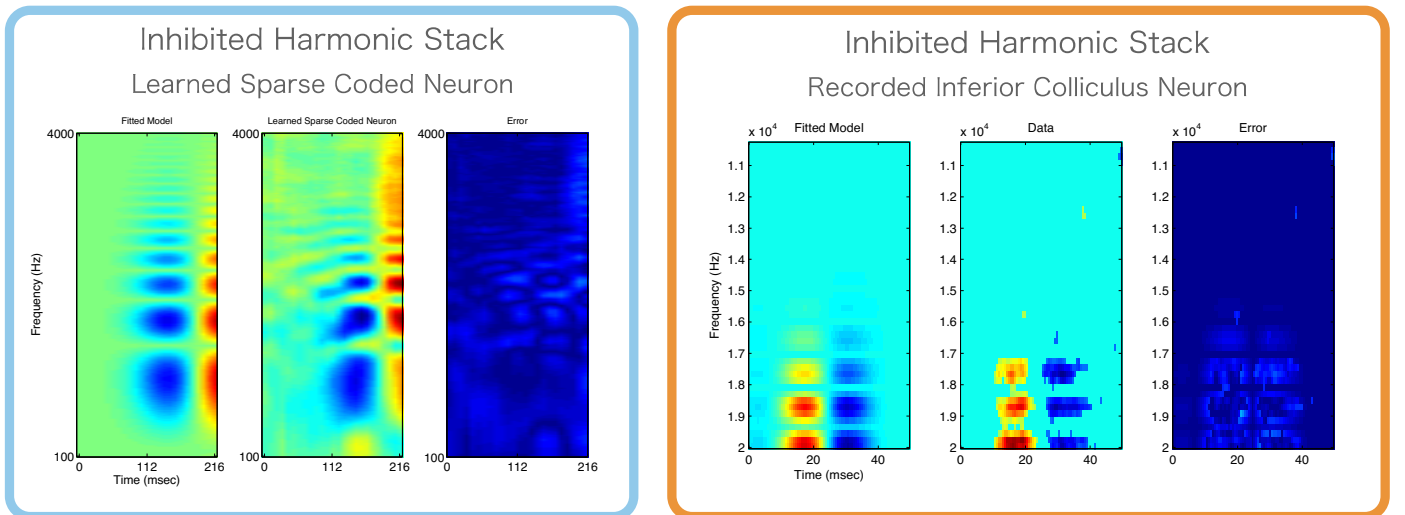 Inhibited Harmonic Stack
Learned Sparse Coded Neuron
Fitted Model
Learned Sparse Coded Neuron
Error
4000
4000
4000
Frequency (Hz)
100
100
100
0 112 216
0 112 216
0 112 216
Time (msec)
Inhibited Harmonic Stack
Recorded Inferior Colliculus Neuron
x 10⁴ Fitted Model
x 10⁴ Data
x 10⁴ Error
1.1 1.1 1.1
1.2 1.2 1.2
1.3 1.3 1.3
1.4 1.4 1.4
1.5 1.5 1.5
1.6 1.6 1.6
1.7 1.7 1.7
1.8 1.8 1.8
1.9 1.9 1.9
2 2 2
Frequency (Hz)
0 20 40
0 20 40
0 20 40
Time (msec)